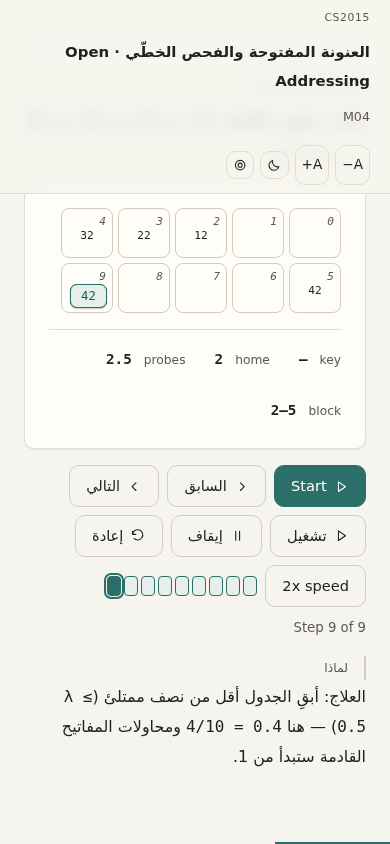 CS2015
العنونة المفتوحة والفحص الخطّي · Open
Addressing
M04
A−
A+
0 1 2 3 4
12 22 32
5 6 7 8 9
42 42
key — home 2 probes 2.5
block 2–5
Start السابق التالي
تشغيل إيقاف إعادة
2x speed
Step 9 of 9
لماذا
العلاج: أبقِ الجدول أقل من نصف ممتلئ (λ ≤
0.5) — هنا 4/10 = 0.4 ومحاولات المفاتيح
القادمة ستبدأ من 1.